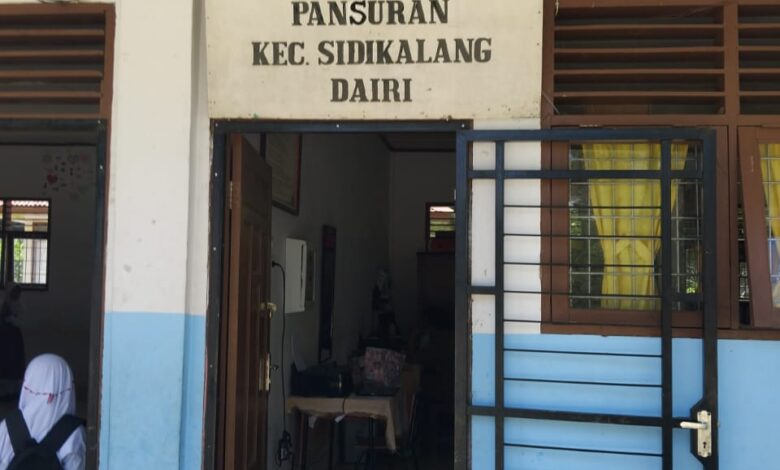 PANSURAN
KEC. SIDIKALANG
DAIRI